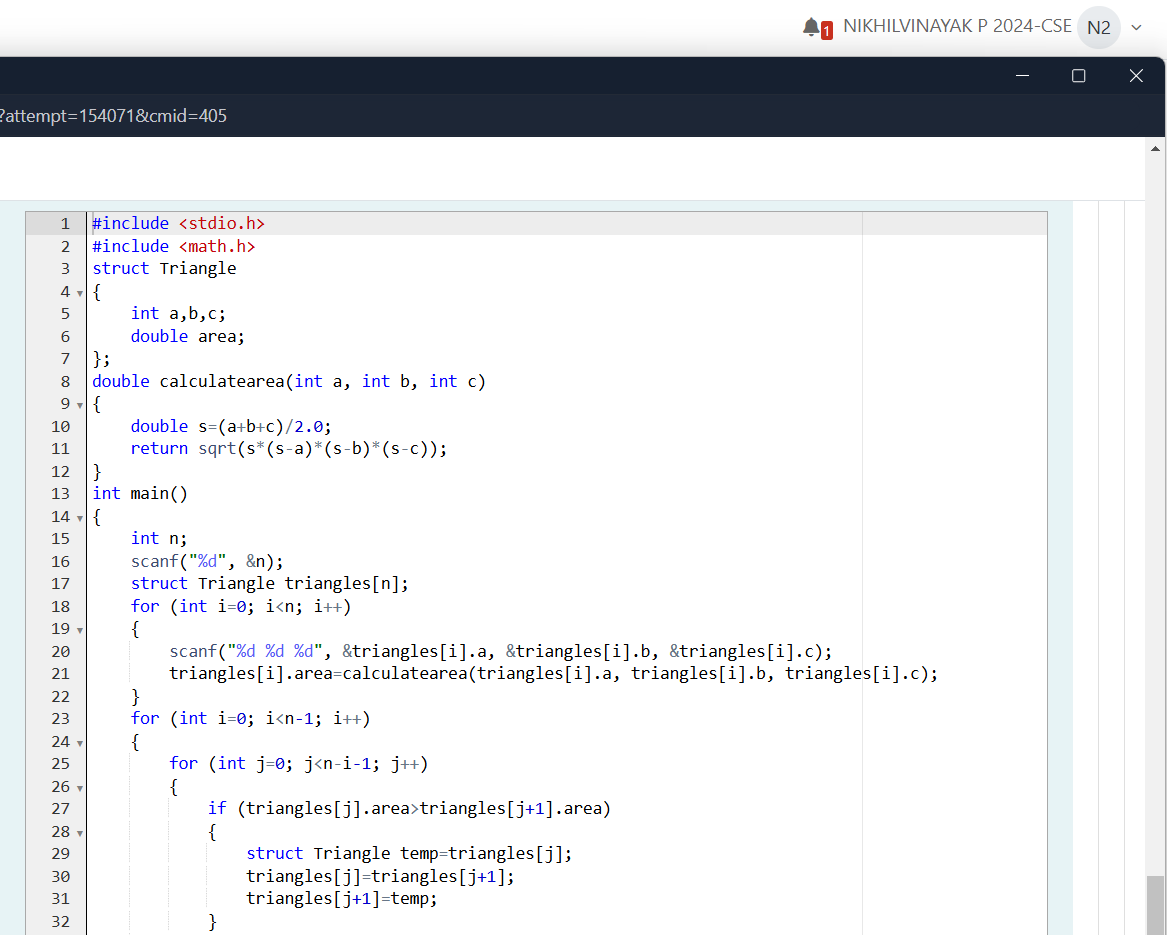 1 NIKHILVINAYAK P 2024-CSE N2
?attempt=154071&cmid=405
1 #include <stdio.h>
2 #include <math.h>
3 struct Triangle
4 {
5     int a,b,c;
6     double area;
7 };
8 double calculatearea(int a, int b, int c)
9 {
10     double s=(a+b+c)/2.0;
11     return sqrt(s*(s-a)*(s-b)*(s-c));
12 }
13 int main()
14 {
15     int n;
16     scanf("%d", &n);
17     struct Triangle triangles[n];
18     for (int i=0; i<n; i++)
19     {
20         scanf("%d %d %d", &triangles[i].a, &triangles[i].b, &triangles[i].c);
21         triangles[i].area=calculatearea(triangles[i].a, triangles[i].b, triangles[i].c);
22     }
23     for (int i=0; i<n-1; i++)
24     {
25         for (int j=0; j<n-i-1; j++)
26         {
27             if (triangles[j].area>triangles[j+1].area)
28             {
29                 struct Triangle temp=triangles[j];
30                 triangles[j]=triangles[j+1];
31                 triangles[j+1]=temp;
32             }